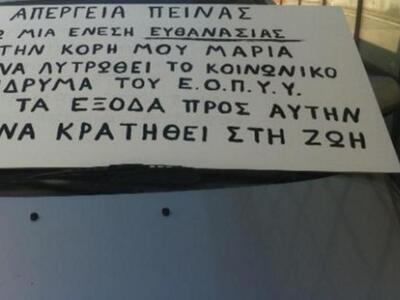 ΑΠΕΡΓΕΙΑ ΠΕΙΝΑΣ
ΜΙΑ ΕΝΕΣΗ ΕΥΘΑΝΑΣΙΑΣ
ΤΗΝ ΚΟΡΗ ΜΟΥ ΜΑΡΙΑ
ΝΑ ΛΥΤΡΩΘΕΙ ΤΟ ΚΟΙΝΩΝΙΚΟ
ΙΔΡΥΜΑ ΤΟΥ Ε.Ο.Π.Υ.Υ.
ΤΑ ΕΞΟΔΑ ΠΡΟΣ ΑΥΤΗΝ
ΝΑ ΚΡΑΤΗΘΕΙ ΣΤΗ ΖΩΗ